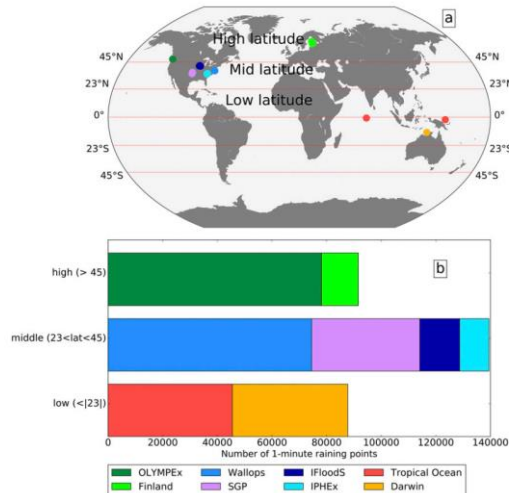 a
High latitude
45°N
45°N
Mid latitude
23°N
23°N
Low latitude
0°
0°
23°S
23°S
45°S
45°S
b
high (> 45)
middle (23<lat<45)
low (<|23|)
0 20000 40000 60000 80000 100000 120000 140000
Number of 1-minute raining points
OLYMPEx Wallops IFloodS Tropical Ocean
Finland SGP IPHEx Darwin